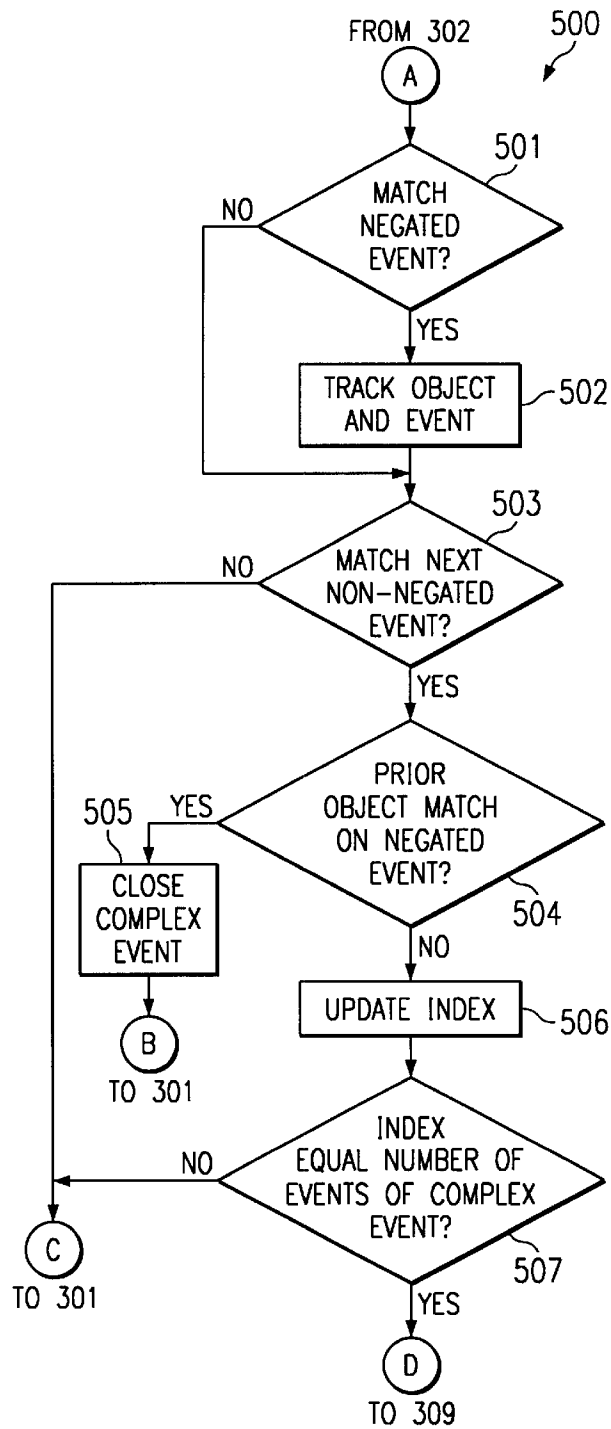 FROM 302
500
A
501
MATCH
NEGATED
EVENT?
NO
YES
TRACK OBJECT
AND EVENT
502
503
MATCH NEXT
NON-NEGATED
EVENT?
NO
YES
PRIOR
OBJECT MATCH
ON NEGATED
EVENT?
504
YES
505
CLOSE
COMPLEX
EVENT
B
TO 301
NO
UPDATE INDEX
506
INDEX
EQUAL NUMBER OF
EVENTS OF COMPLEX
EVENT?
507
NO
C
TO 301
YES
D
TO 309